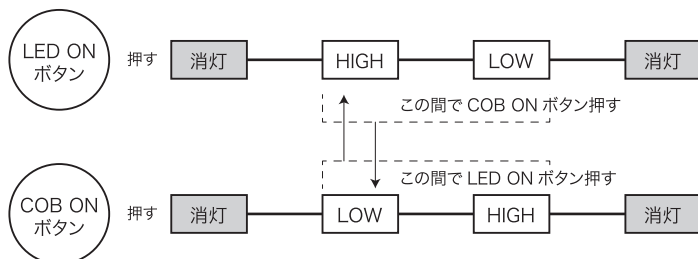 LED ON
ボタン
押す
消灯
HIGH
LOW
消灯
この間で COB ON ボタン押す
この間で LED ON ボタン押す
COB ON
ボタン
押す
消灯
LOW
HIGH
消灯